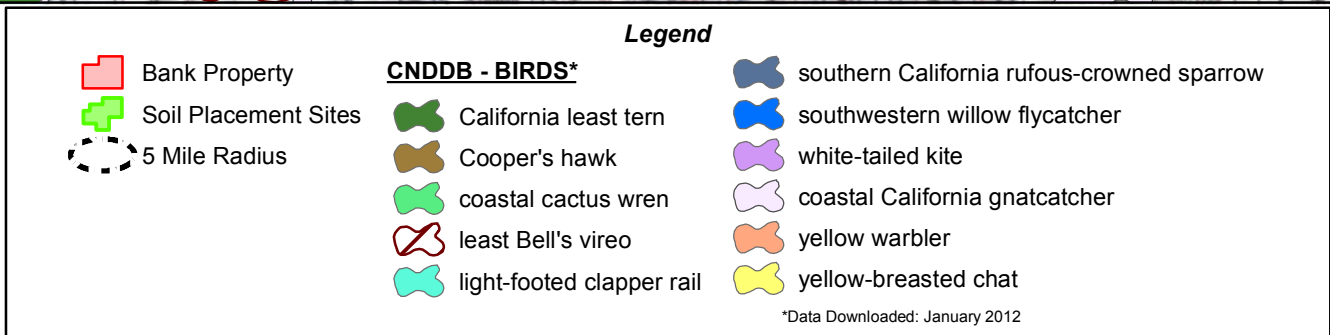 Legend
Bank Property
Soil Placement Sites
5 Mile Radius
CNDDB - BIRDS*
California least tern
Cooper's hawk
coastal cactus wren
least Bell's vireo
light-footed clapper rail
southern California rufous-crowned sparrow
southwestern willow flycatcher
white-tailed kite
coastal California gnatcatcher
yellow warbler
yellow-breasted chat
*Data Downloaded: January 2012